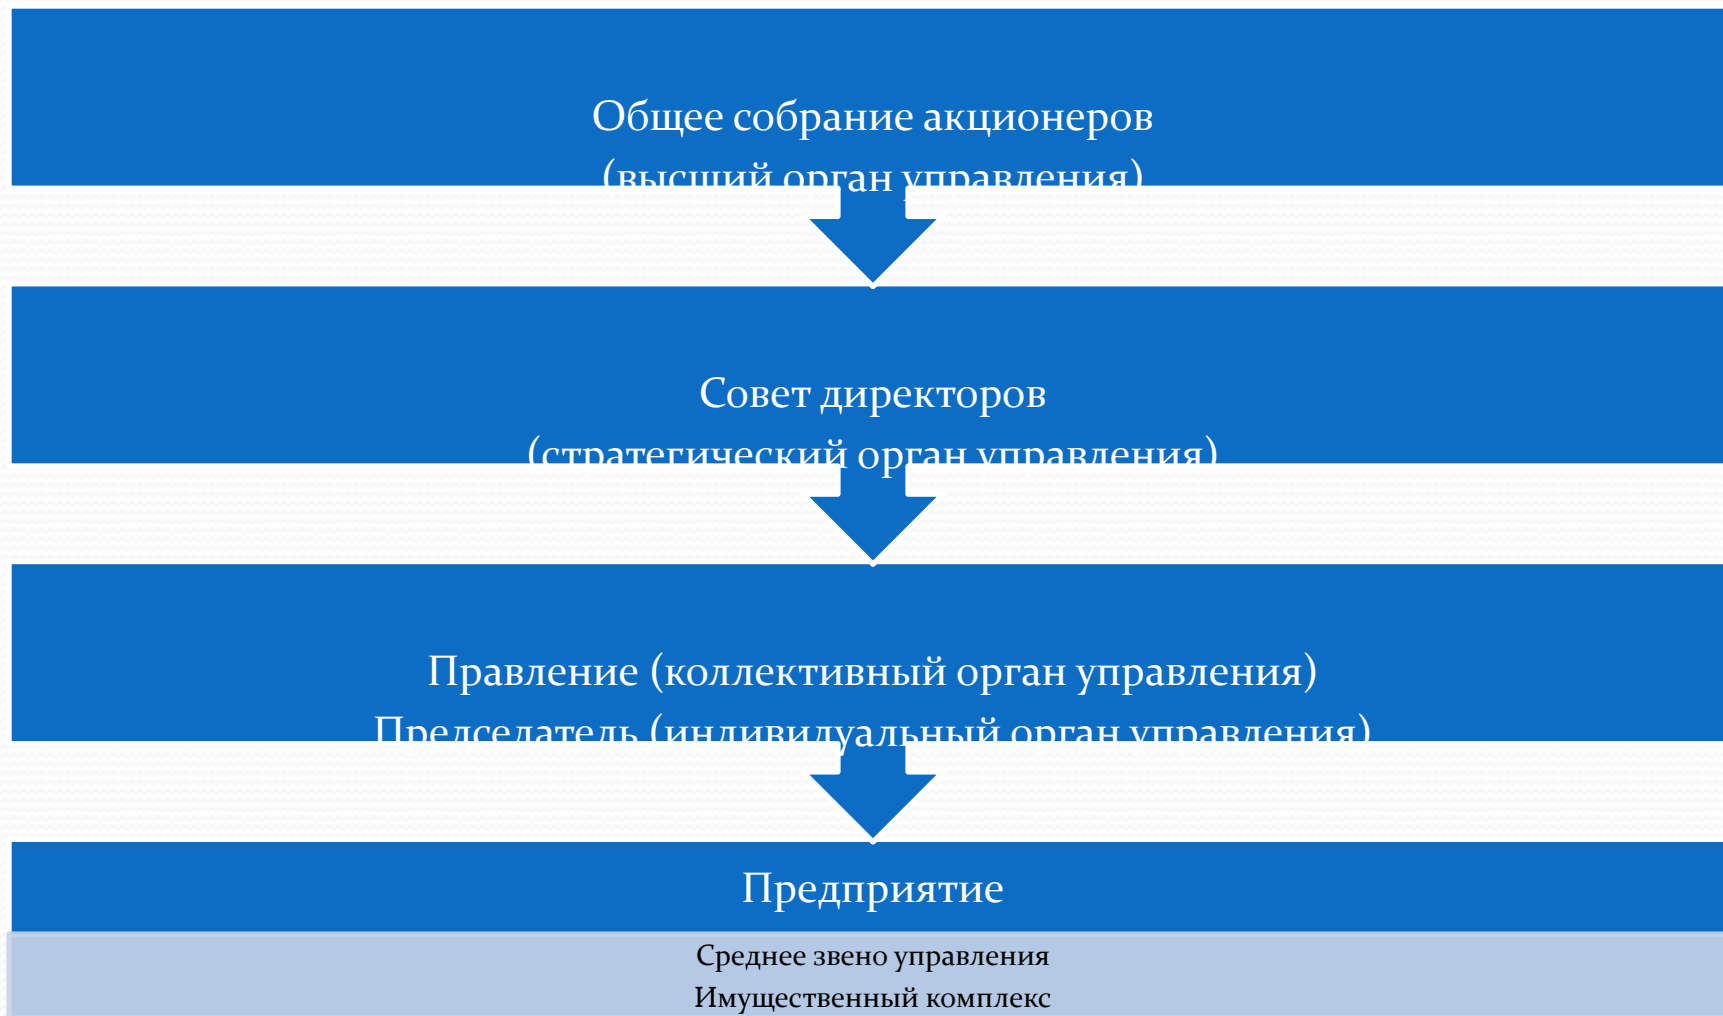 Общее собрание акционеров
(высший орган управления)
Совет директоров
(стратегический орган управления)
Правление (коллективный орган управления)
Председатель (индивидуальный орган управления)
Предприятие
Среднее звено управления
Имущественный комплекс